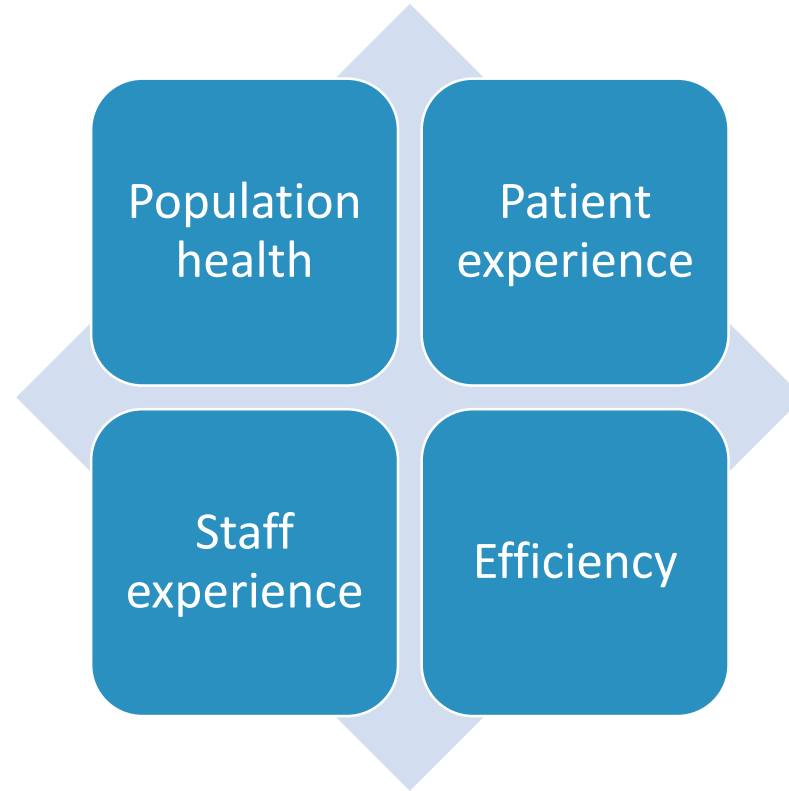 Population
health
Patient
experience
Staff
experience
Efficiency